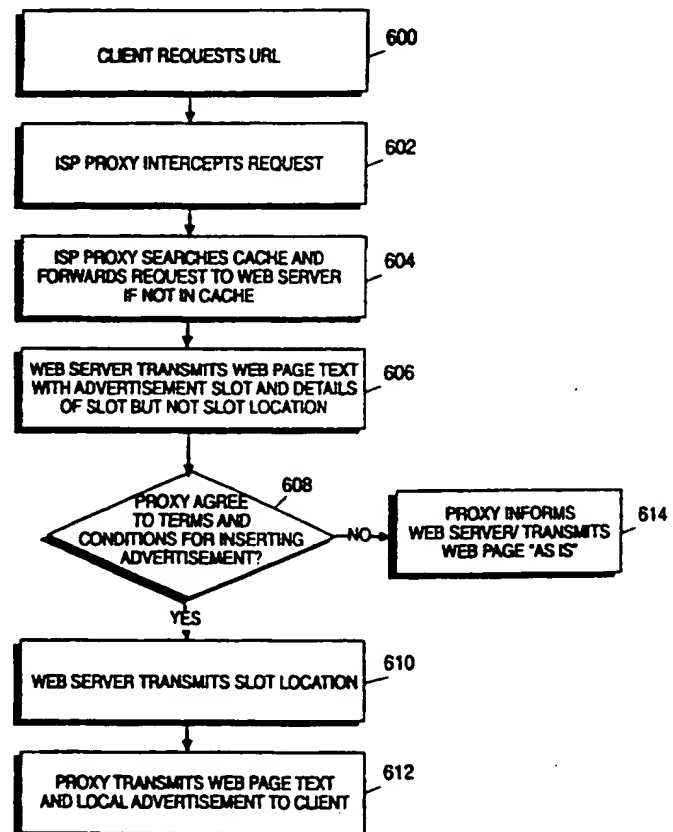 CLIENT REQUESTS URL
600
ISP PROXY INTERCEPTS REQUEST
602
ISP PROXY SEARCHES CACHE AND
FORWARDS REQUEST TO WEB SERVER
IF NOT IN CACHE
604
WEB SERVER TRANSMITS WEB PAGE TEXT
WITH ADVERTISEMENT SLOT AND DETAILS
OF SLOT BUT NOT SLOT LOCATION
606
PROXY AGREE
TO TERMS AND
CONDITIONS FOR INSERTING
ADVERTISEMENT?
608
NO
PROXY INFORMS
WEB SERVER/ TRANSMITS
WEB PAGE "AS IS"
614
YES
WEB SERVER TRANSMITS SLOT LOCATION
610
PROXY TRANSMITS WEB PAGE TEXT
AND LOCAL ADVERTISEMENT TO CLIENT
612